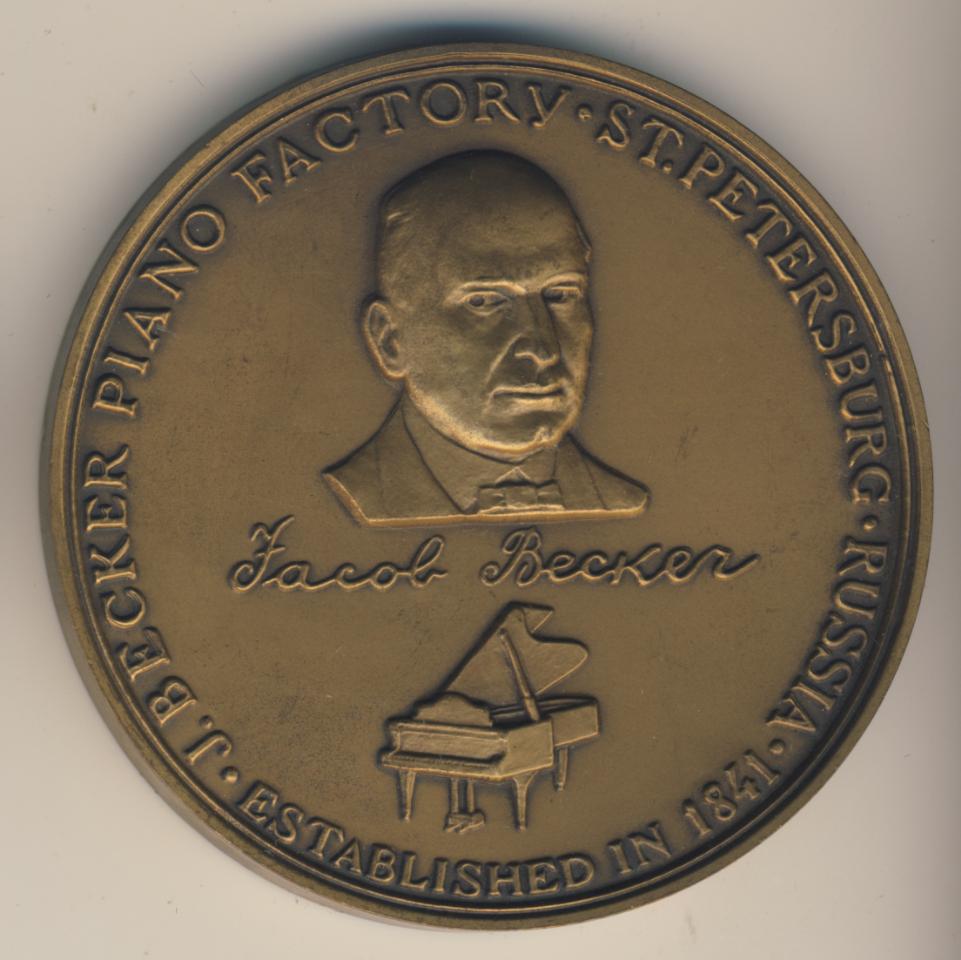 J. BECKER PIANO FACTORY · ST. PETERSBURG · RUSSIA · ESTABLISHED IN 1841 ·
Jacob Becker